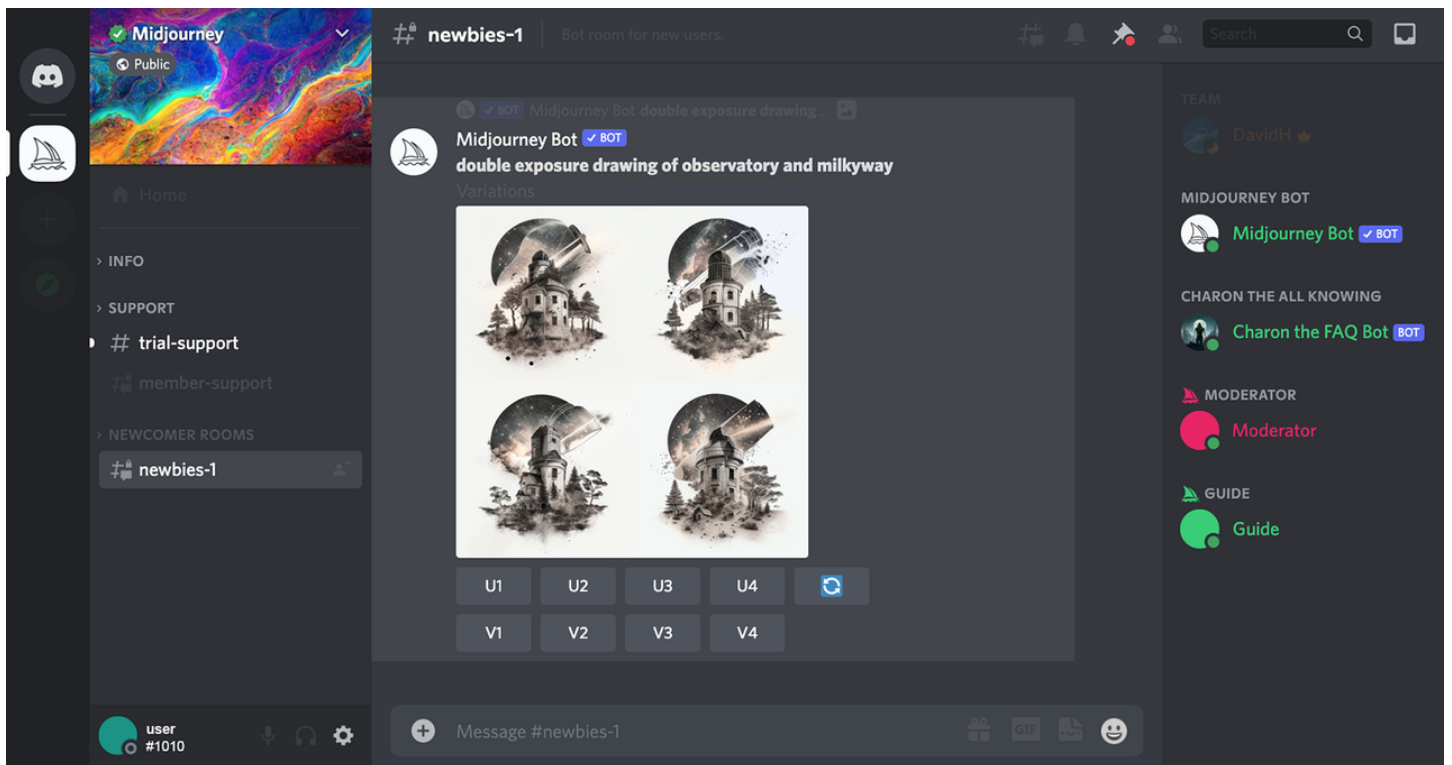 Midjourney
Public
Home
INFO
SUPPORT
trial-support
member-support
NEWCOMER ROOMS
newbies-1
user
#1010
newbies-1
Bot room for new users.
Search
BOT Midjourney Bot double exposure drawing...
Midjourney Bot BOT
double exposure drawing of observatory and milkyway
Variations
U1 U2 U3 U4
V1 V2 V3 V4
Message #newbies-1
GIF
TEAM
DavidH
MIDJOURNEY BOT
Midjourney Bot BOT
CHARON THE ALL KNOWING
Charon the FAQ Bot BOT
MODERATOR
Moderator
GUIDE
Guide